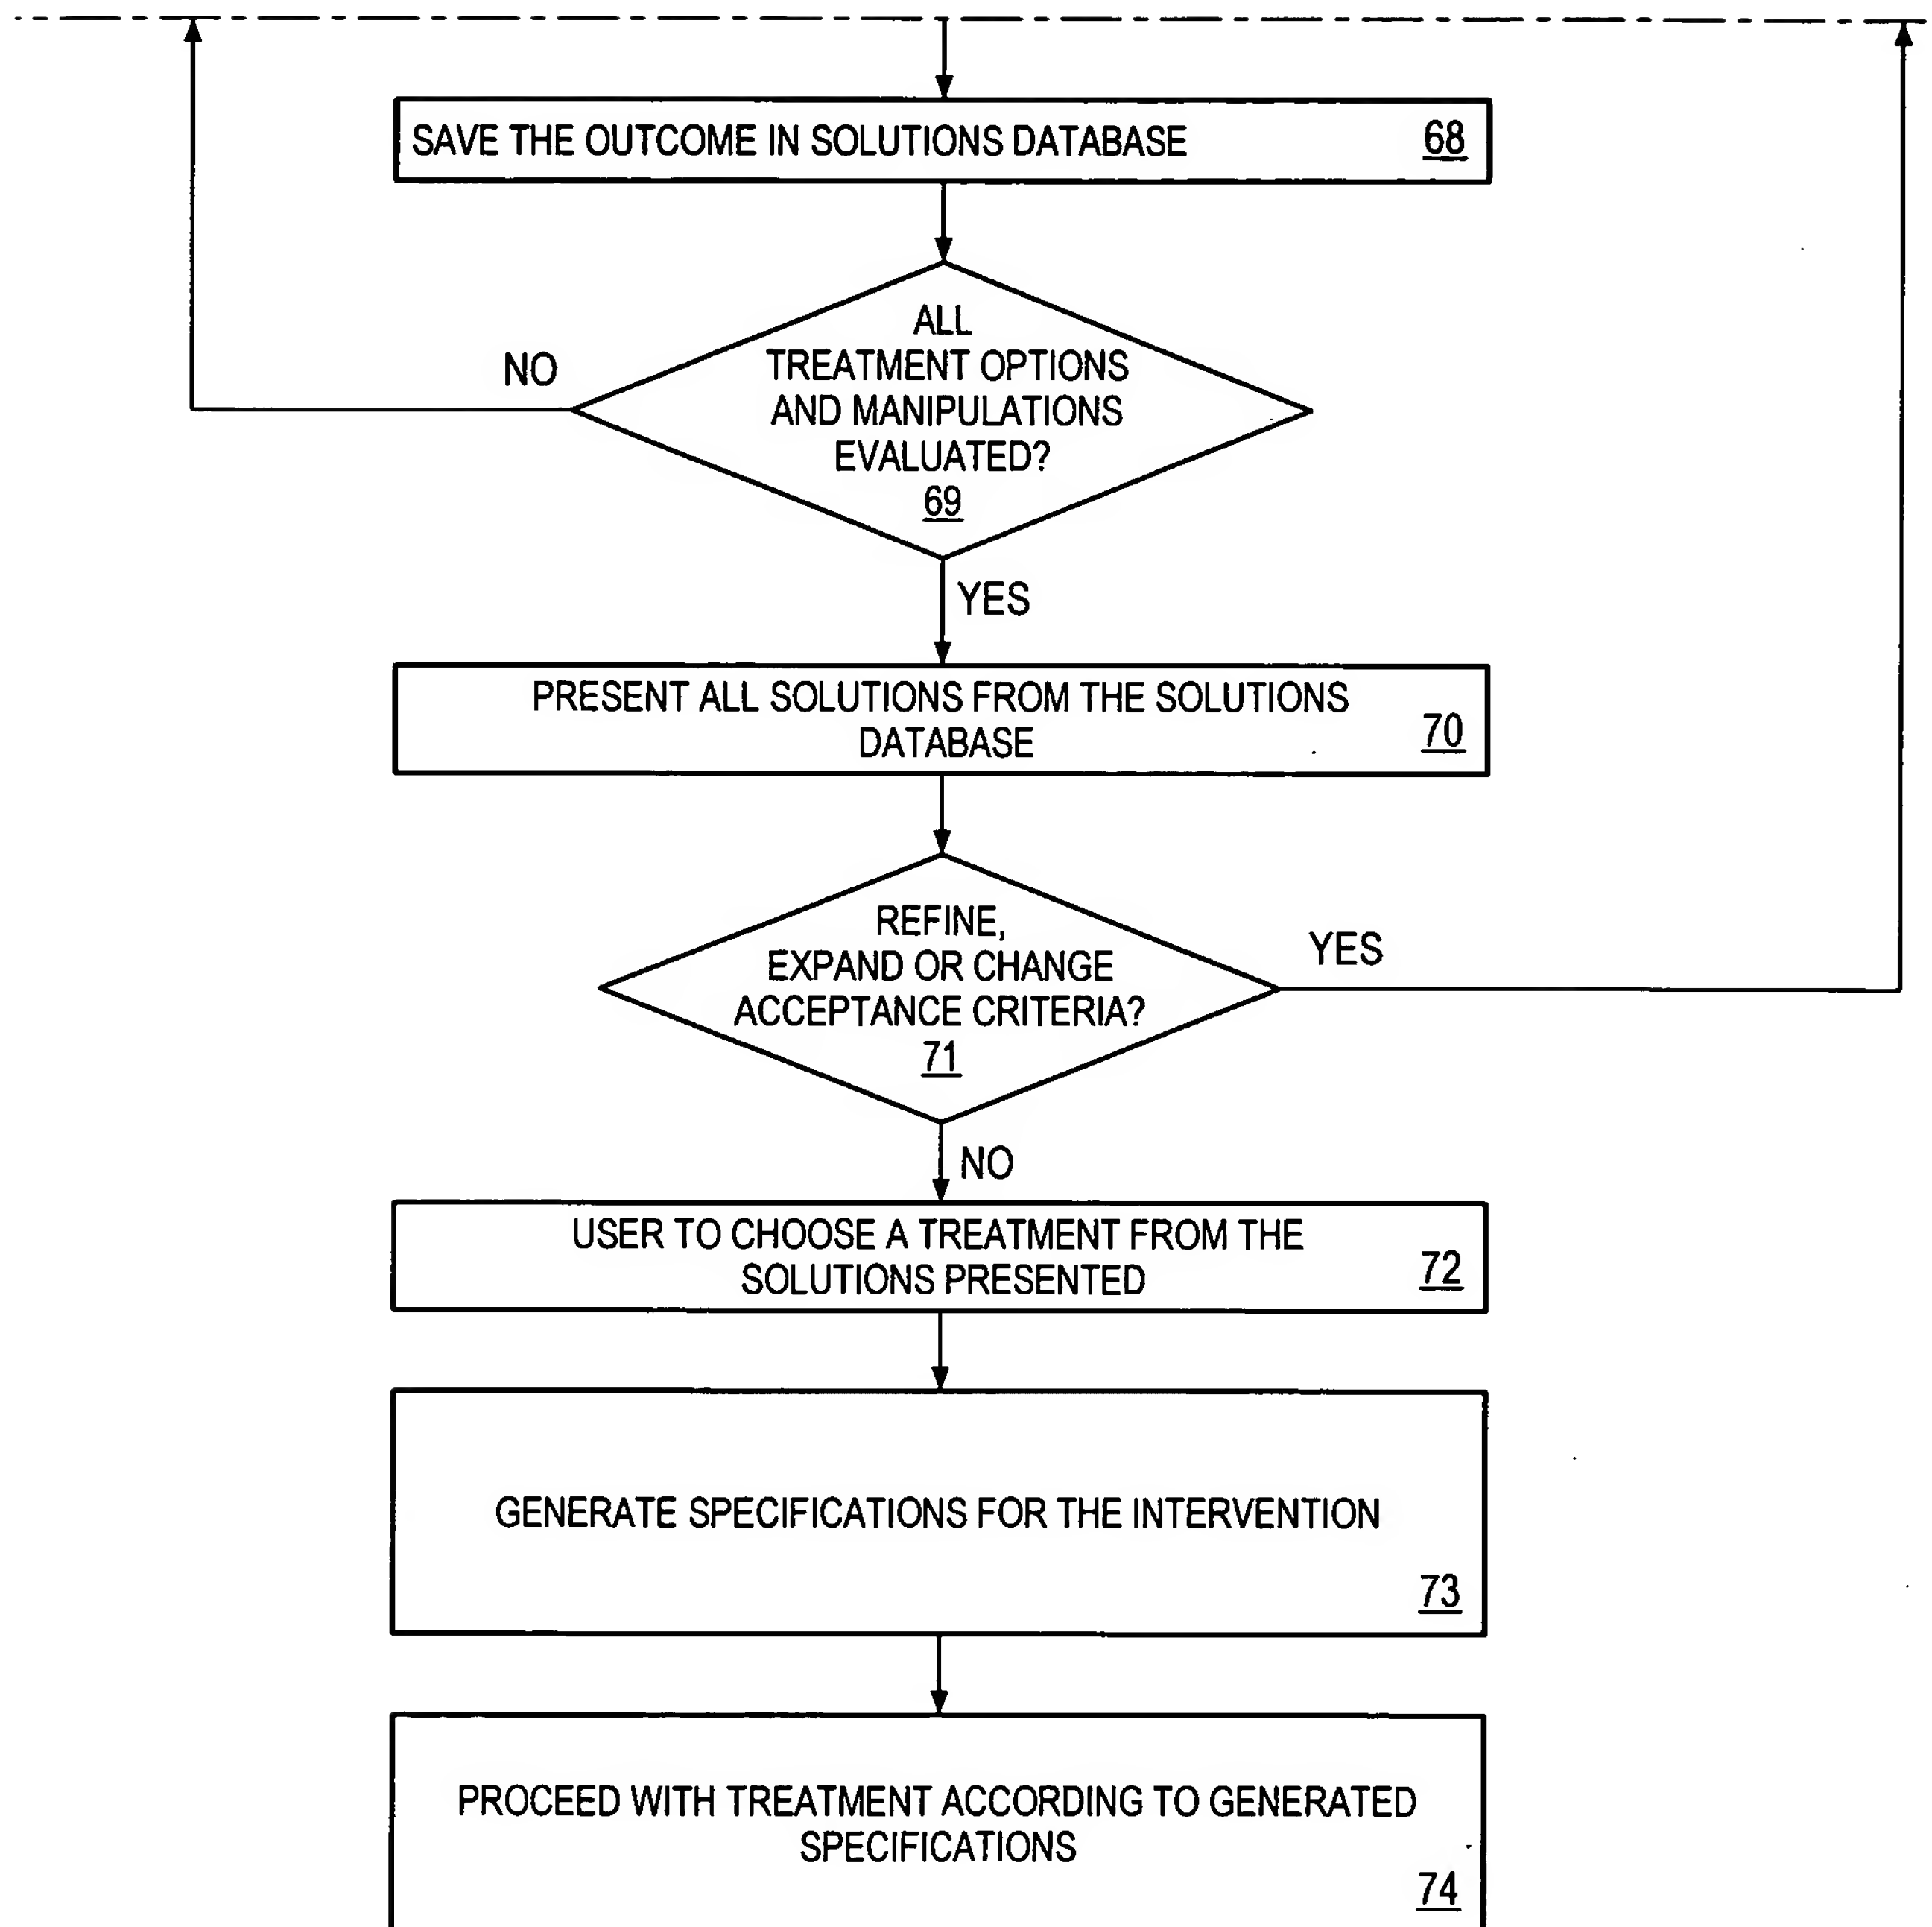 SAVE THE OUTCOME IN SOLUTIONS DATABASE 68
ALL
TREATMENT OPTIONS
AND MANIPULATIONS
EVALUATED?
69
NO
YES
PRESENT ALL SOLUTIONS FROM THE SOLUTIONS
DATABASE
70
REFINE,
EXPAND OR CHANGE
ACCEPTANCE CRITERIA?
71
YES
NO
USER TO CHOOSE A TREATMENT FROM THE
SOLUTIONS PRESENTED
72
GENERATE SPECIFICATIONS FOR THE INTERVENTION
73
PROCEED WITH TREATMENT ACCORDING TO GENERATED
SPECIFICATIONS
74